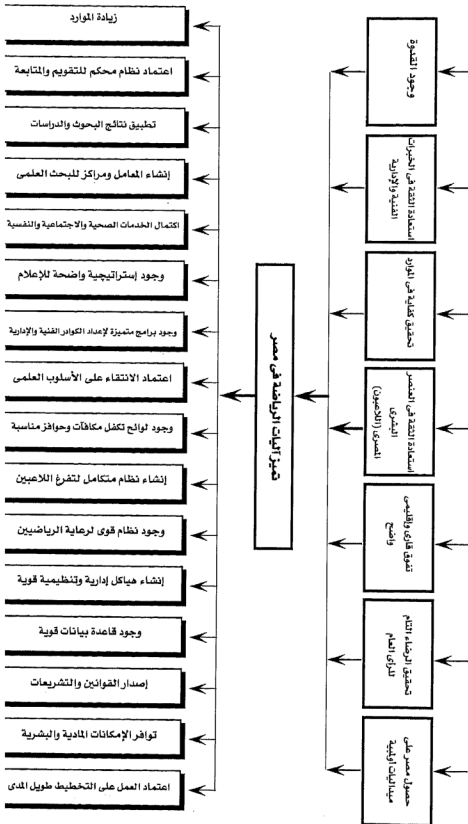 زيادة الموارد
اعتماد نظام محكم للتقويم والمتابعة
تطبيق نتائج البحوث والدراسات
إنشاء المعامل ومراكز للبحث العلمى
اكتمال الخدمات الصحية والاجتماعية والنفسية
وجود إستراتيچية واضحة للإعلام
وجود برامج متميزة لإعداد الكوادر الفنية والإدارية
اعتماد الانتقاء على الأسلوب العلمى
وجود لوائح تكفل مكافآت وحوافز مناسبة
إنشاء نظام متكامل لتفرغ اللاعبين
وجود نظام قوى لرعاية الرياضيين
إنشاء هياكل إدارية وتنظيمية قوية
وجود قاعدة بيانات قوية
إصدار القوانين والتشريعات
توافر الإمكانات المادية والبشرية
اعتماد العمل على التخطيط طويل المدى
تميز آليات الرياضة فى مصر
وجود القدوة
استعادة الثقة فى الخبرات
الفنية والإدارية
تحقيق كفاية فى الموارد
استعادة الثقة فى العنصر
البشرى
المصرى (اللاعبون)
تفوق قارى وإقليمى
واضح
تحقيق الرضاء التام
للرأى العام
حصول مصر على
ميداليات أولمبية